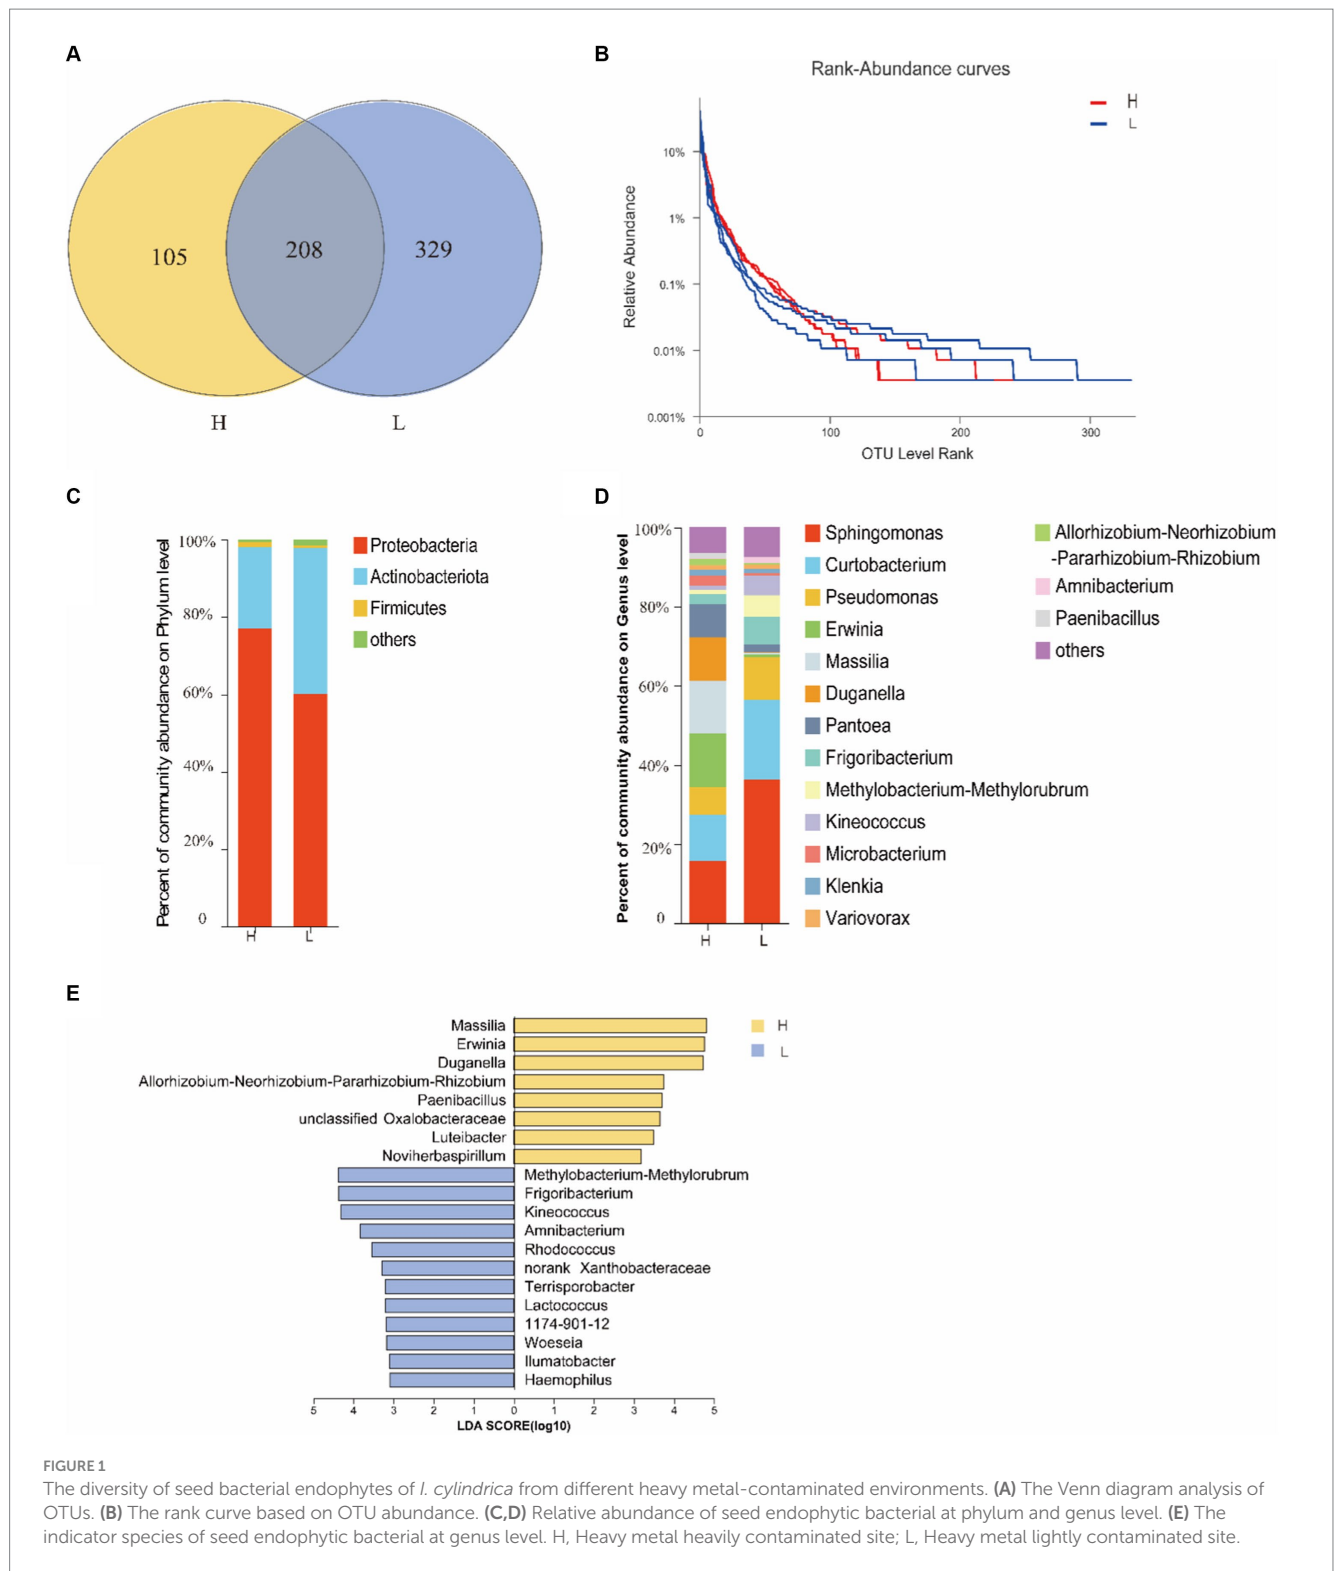 A
105
208
329
H
L
B
Rank-Abundance curves
H
L
Relative Abundance
10%
1%
0.1%
0.01%
0.001%
0
100
200
300
OTU Level Rank
C
Percent of community abundance on Phylum level
100%
80%
60%
40%
20%
0
H
L
Proteobacteria
Actinobacteriota
Firmicutes
others
D
Percent of community abundance on Genus level
100%
80%
60%
40%
20%
0
H
L
Sphingomonas
Curtobacterium
Pseudomonas
Erwinia
Massilia
Duganella
Pantoea
Frigoribacterium
Methylobacterium-Methylorubrum
Kineococcus
Microbacterium
Klenkia
Variovorax
Allorhizobium-Neorhizobium
-Pararhizobium-Rhizobium
Amnibacterium
Paenibacillus
others
E
Massilia
Erwinia
Duganella
Allorhizobium-Neorhizobium-Pararhizobium-Rhizobium
Paenibacillus
unclassified Oxalobacteraceae
Luteibacter
Noviherbaspirillum
Methylobacterium-Methylorubrum
Frigoribacterium
Kineococcus
Amnibacterium
Rhodococcus
norank Xanthobacteraceae
Terrisporobacter
Lactococcus
1174-901-12
Woeseia
Ilumatobacter
Haemophilus
H
L
5 4 3 2 1 0 1 2 3 4 5
LDA SCORE(log10)
FIGURE 1
The diversity of seed bacterial endophytes of I. cylindrica from different heavy metal-contaminated environments. (A) The Venn diagram analysis of
OTUs. (B) The rank curve based on OTU abundance. (C,D) Relative abundance of seed endophytic bacterial at phylum and genus level. (E) The
indicator species of seed endophytic bacterial at genus level. H, Heavy metal heavily contaminated site; L, Heavy metal lightly contaminated site.